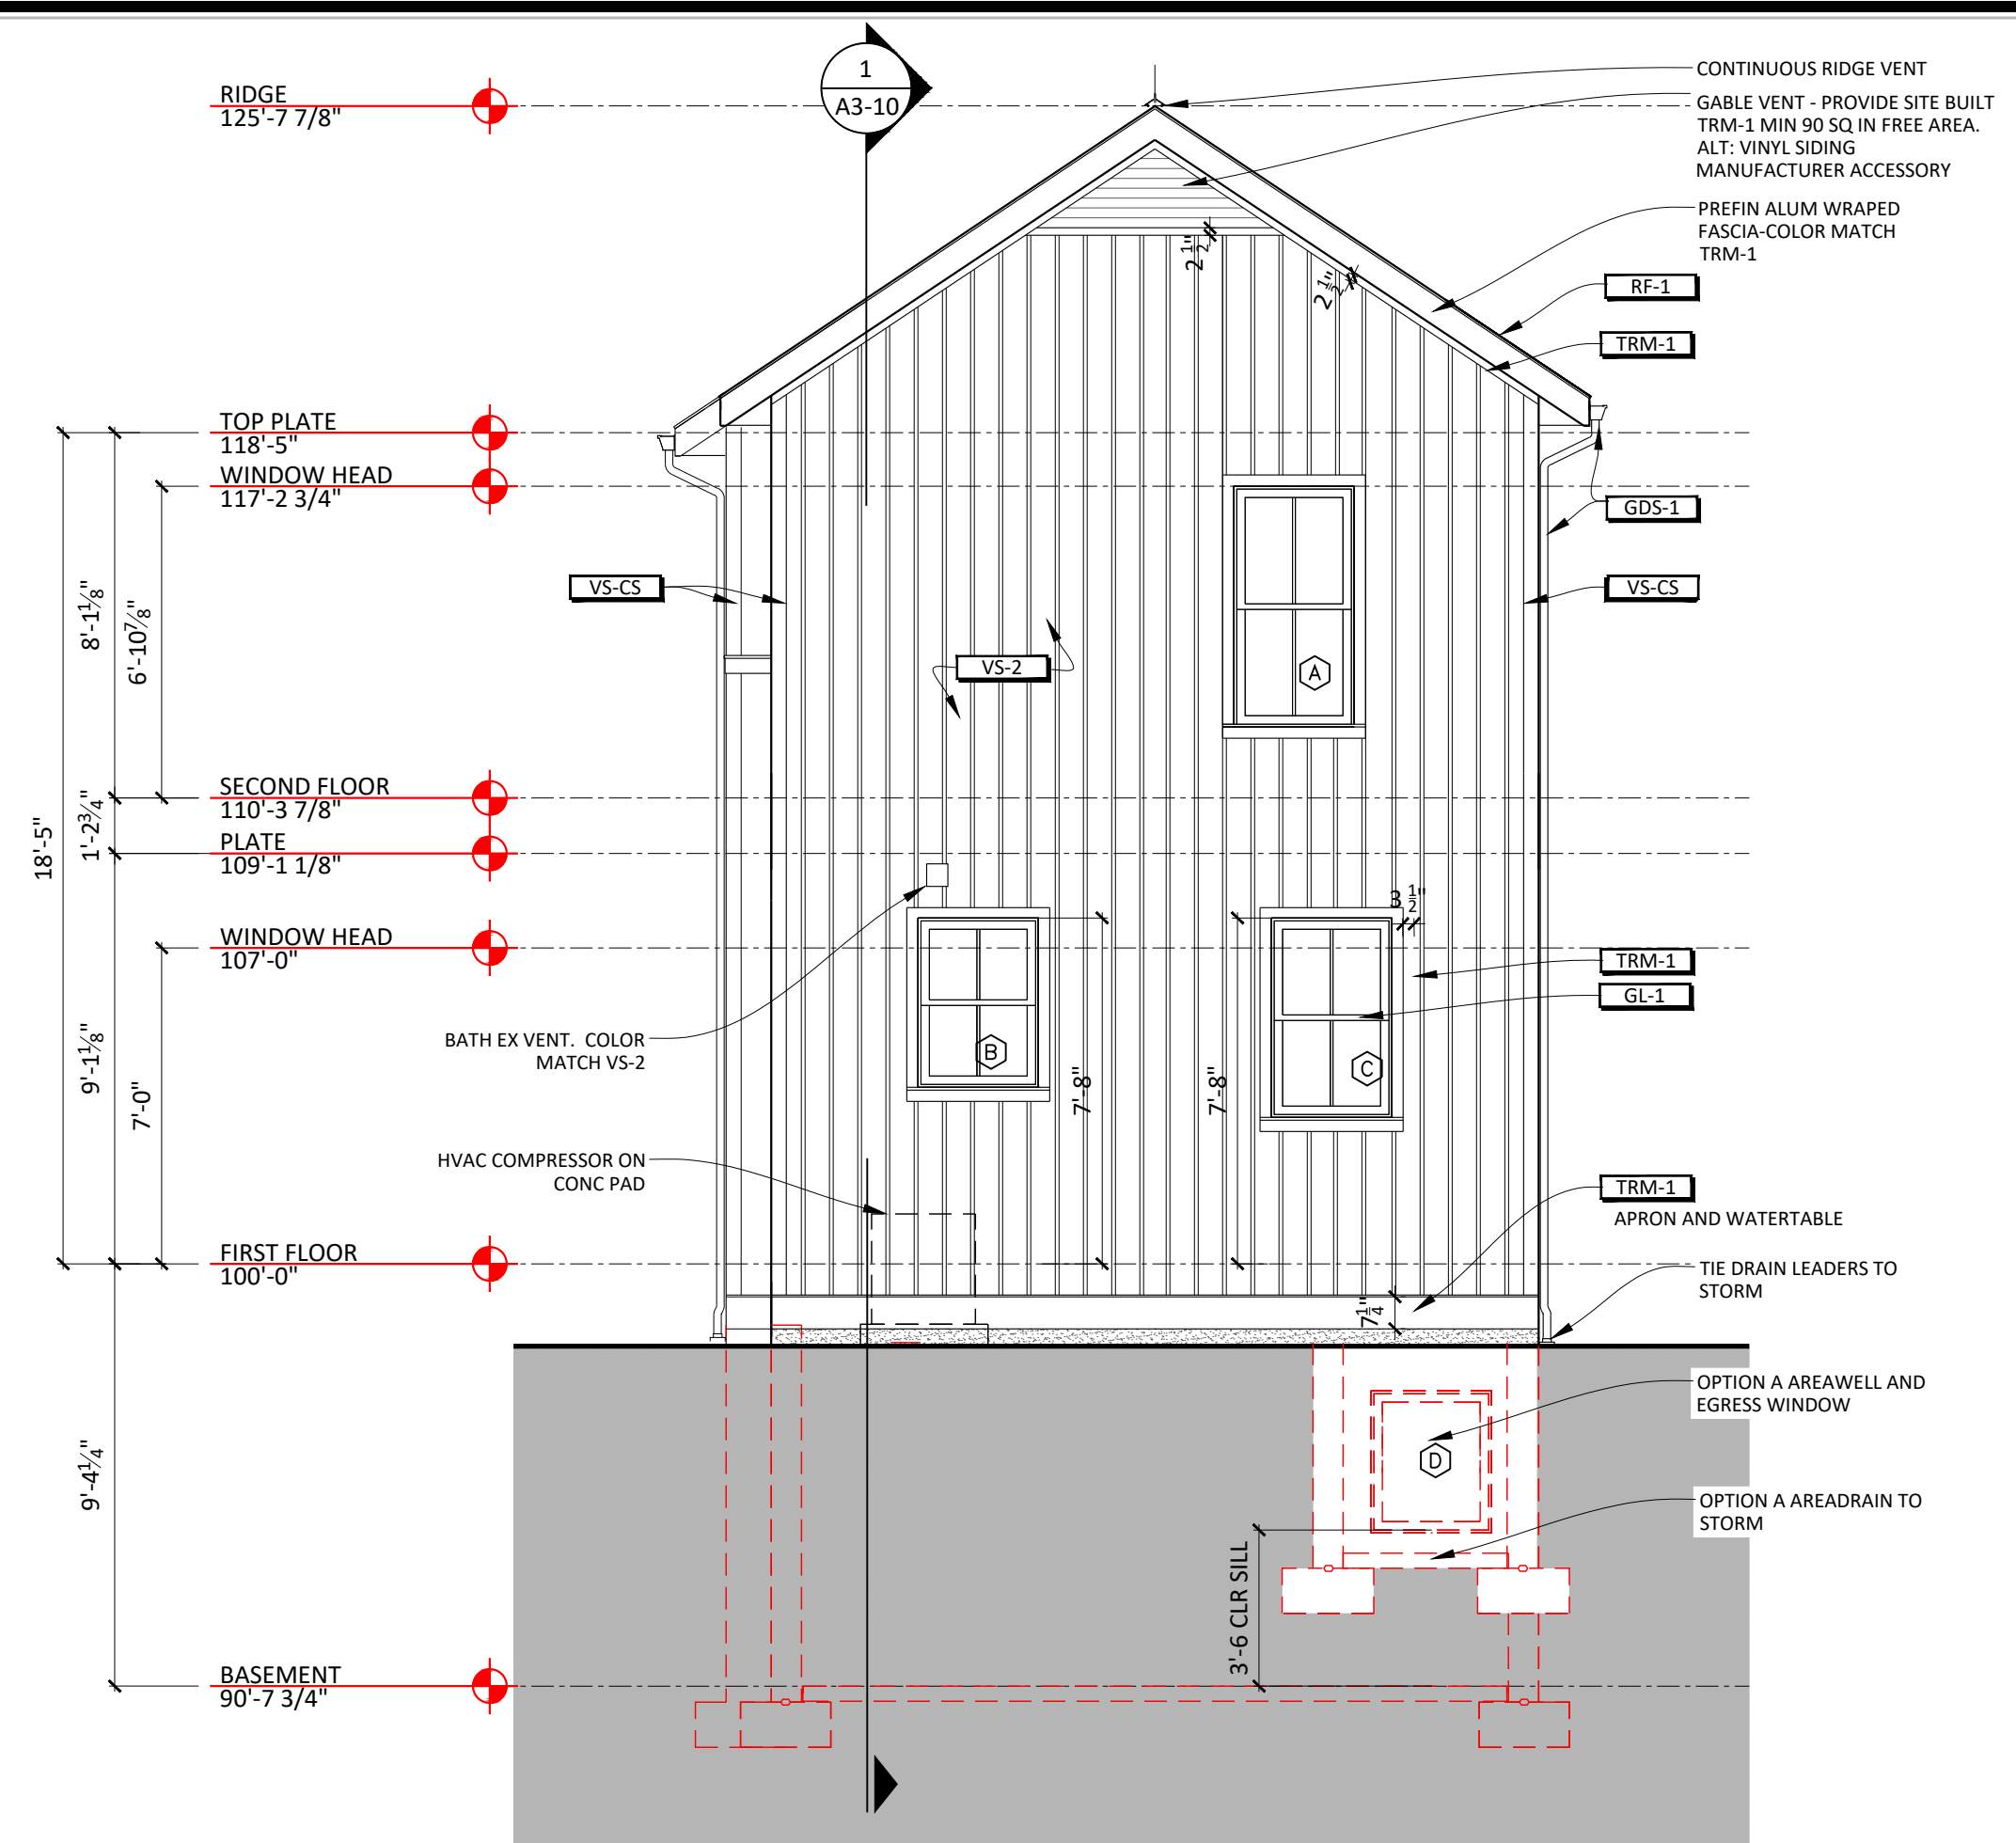 1
A3-10
RIDGE
125'-7 7/8"
TOP PLATE
118'-5"
WINDOW HEAD
117'-2 3/4"
SECOND FLOOR
110'-3 7/8"
PLATE
109'-1 1/8"
WINDOW HEAD
107'-0"
FIRST FLOOR
100'-0"
BASEMENT
90'-7 3/4"
18'-5"
8'-1 1/8"
1'-2 3/4"
9'-1 1/8"
9'-4 1/4"
6'-10 7/8"
7'-0"
VS-CS
BATH EX VENT. COLOR
MATCH VS-2
HVAC COMPRESSOR ON
CONC PAD
VS-2
2 1/2"
2 1/2"
A
B
C
D
7'-8"
7'-8"
3 1/2"
7 1/4"
3'-6 CLR SILL
CONTINUOUS RIDGE VENT
GABLE VENT - PROVIDE SITE BUILT
TRM-1 MIN 90 SQ IN FREE AREA.
ALT: VINYL SIDING
MANUFACTURER ACCESSORY
PREFIN ALUM WRAPED
FASCIA-COLOR MATCH
TRM-1
RF-1
TRM-1
GDS-1
VS-CS
TRM-1
GL-1
TRM-1
APRON AND WATERTABLE
TIE DRAIN LEADERS TO
STORM
OPTION A AREAWELL AND
EGRESS WINDOW
OPTION A AREADRAIN TO
STORM